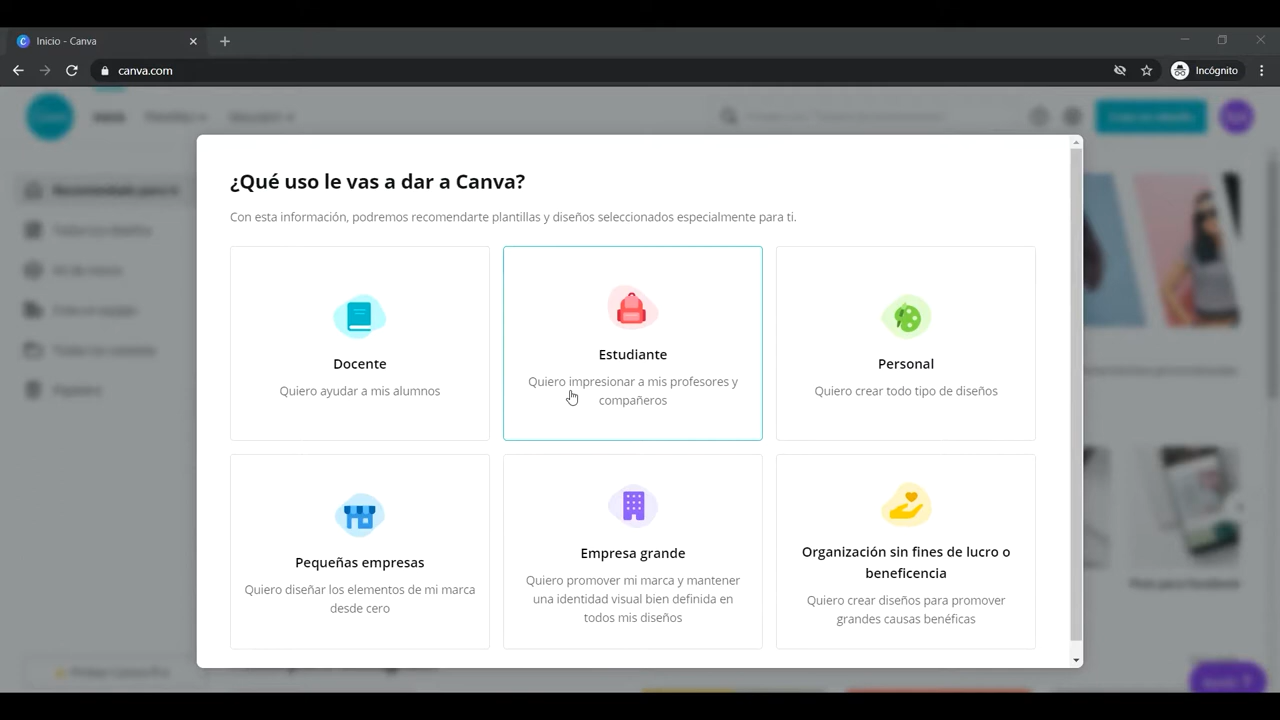 Inicio - Canva
canva.com
Incógnito
¿Qué uso le vas a dar a Canva?
Con esta información, podremos recomendarte plantillas y diseños seleccionados especialmente para ti.
Docente
Quiero ayudar a mis alumnos
Estudiante
Quiero impresionar a mis profesores y
compañeros
Personal
Quiero crear todo tipo de diseños
Pequeñas empresas
Quiero diseñar los elementos de mi marca
desde cero
Empresa grande
Quiero promover mi marca y mantener
una identidad visual bien definida en
todos mis diseños
Organización sin fines de lucro o
beneficencia
Quiero crear diseños para promover
grandes causas benéficas